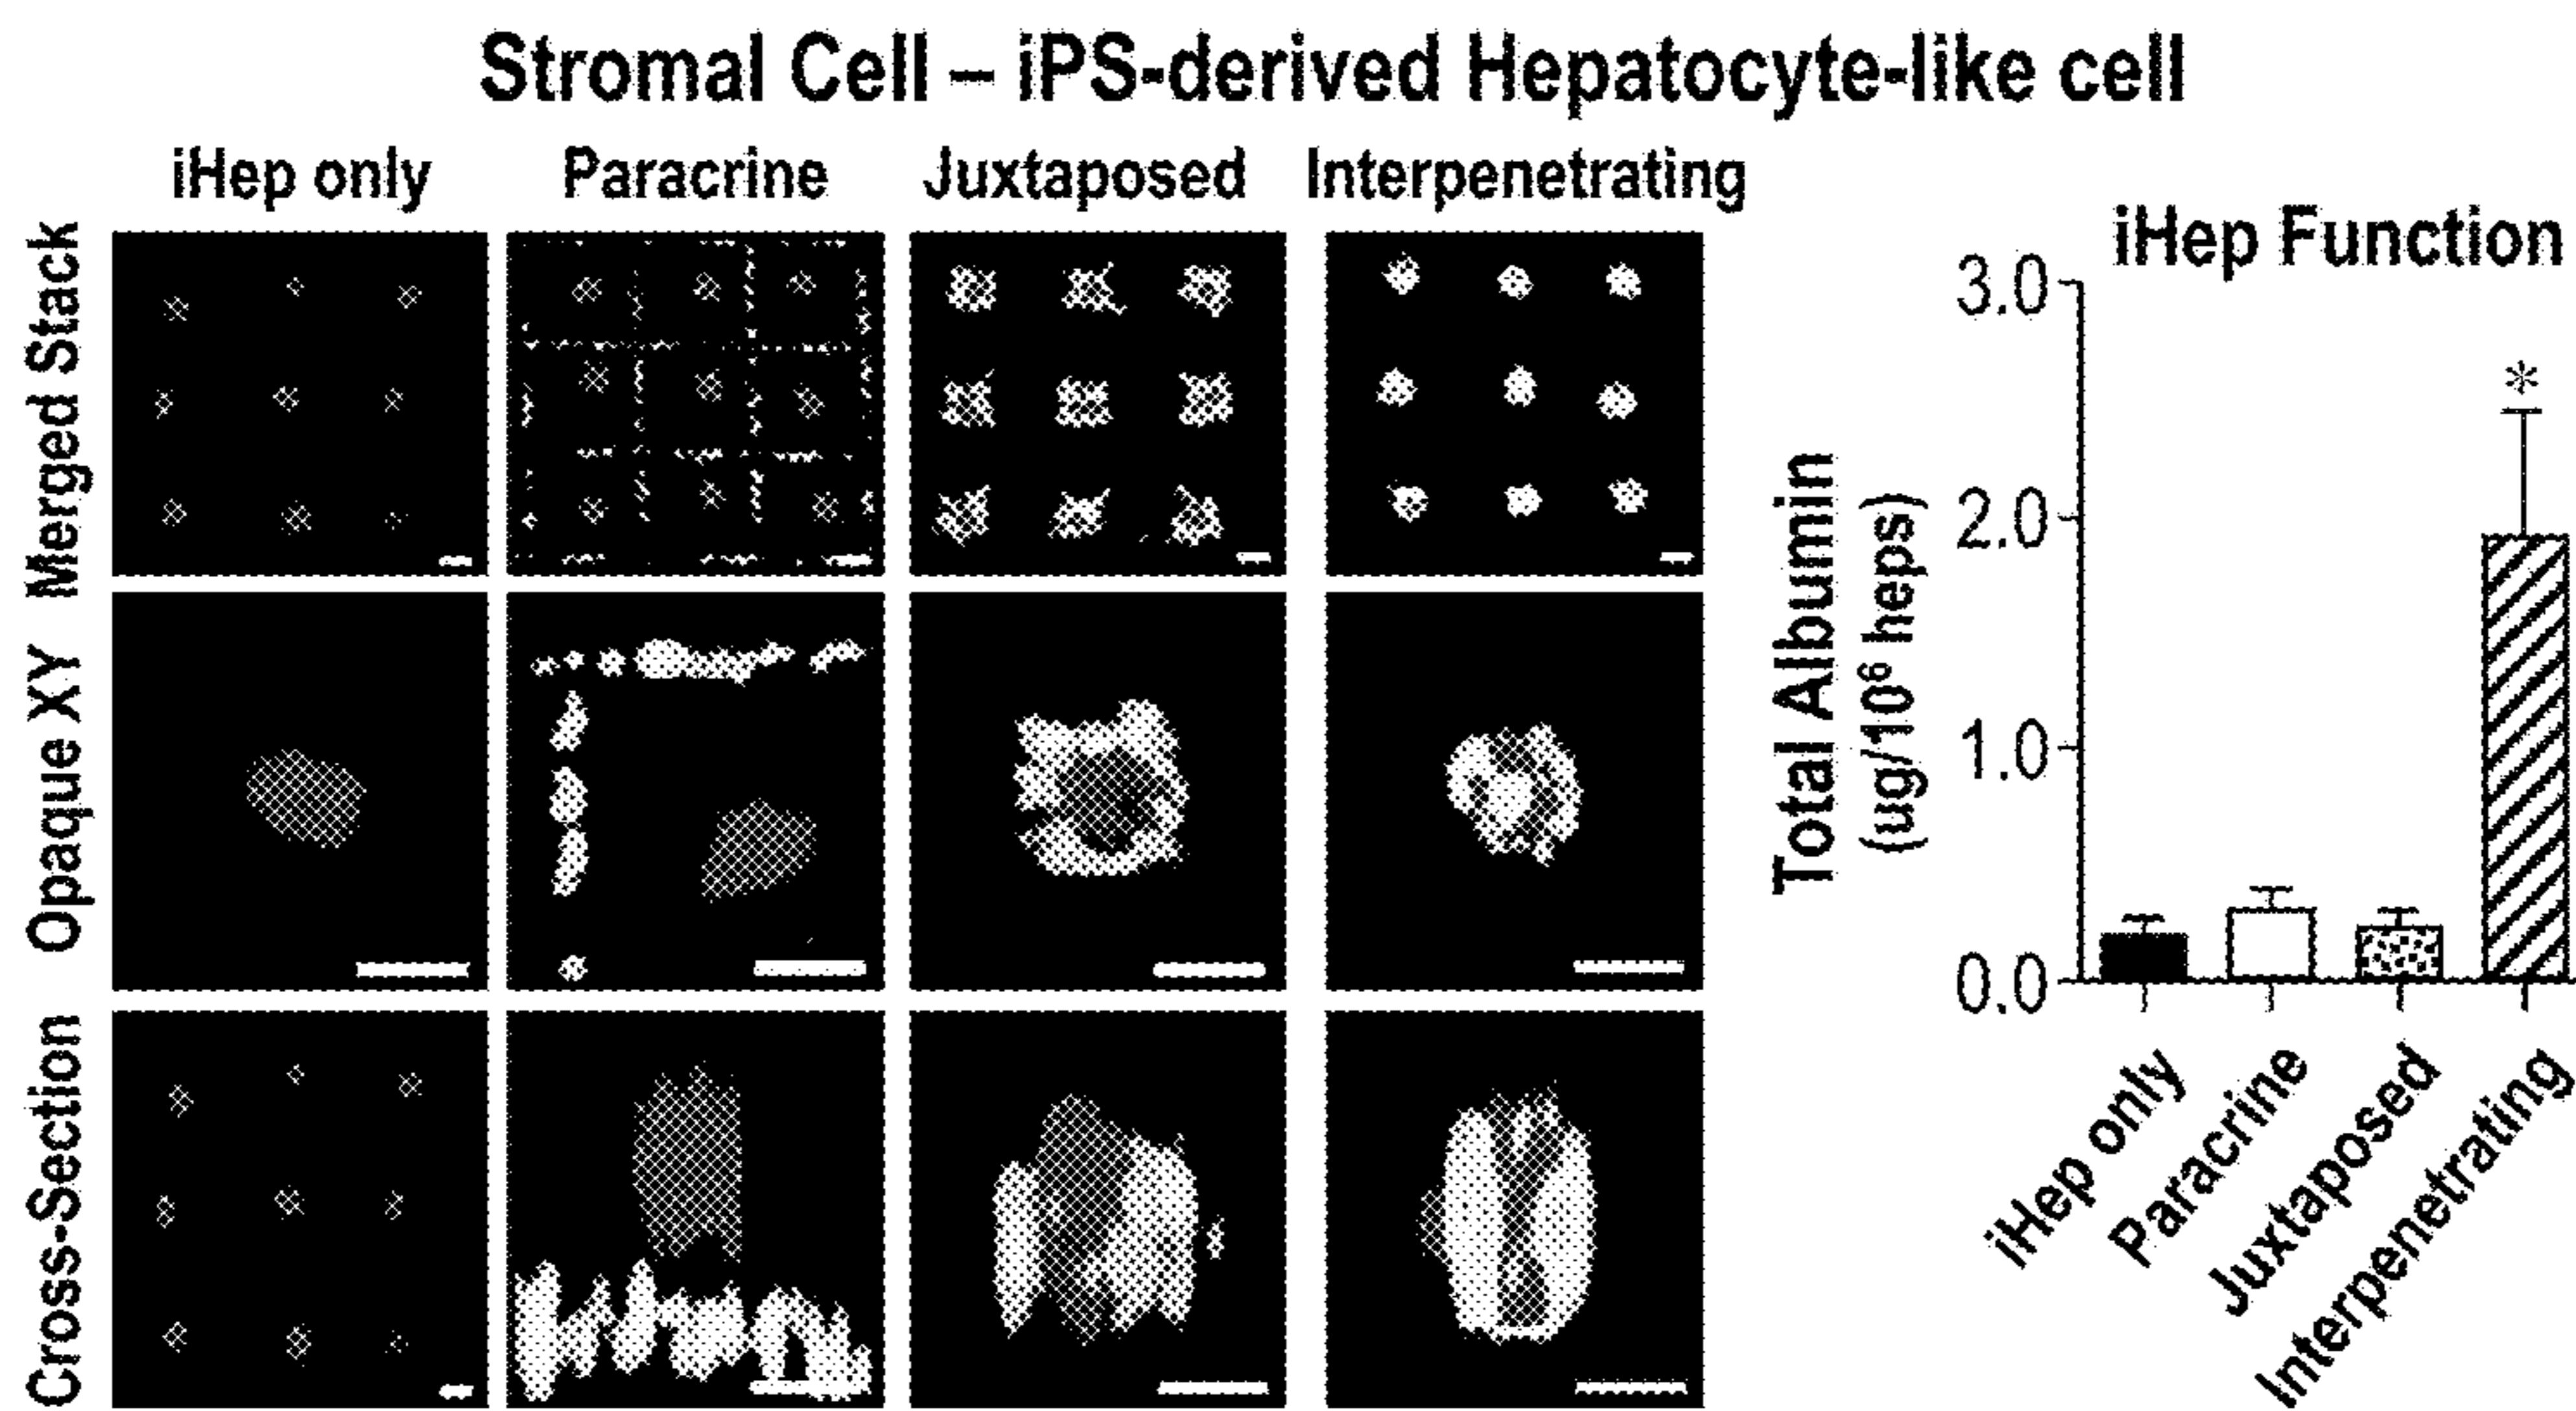 Stromal Cell – iPS-derived Hepatocyte-like cell
iHep only Paracrine Juxtaposed Interpenetrating
Merged Stack
Opaque XY
Cross-Section
iHep Function
Total Albumin
(ug/10⁶ heps)
3.0
2.0
1.0
0.0
*
iHep only
Paracrine
Juxtaposed
Interpenetrating